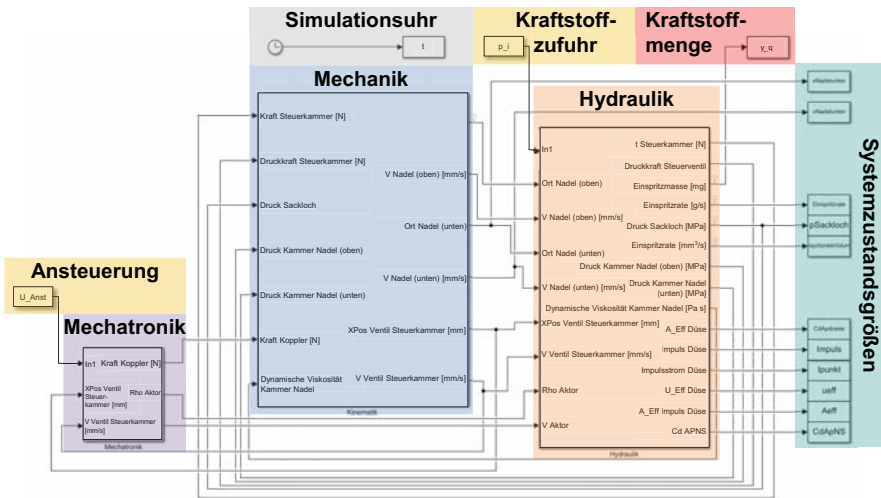 Simulationsuhr
t
Kraftstoff-
zufuhr
p_i
Kraftstoff-
menge
y_q
Mechanik
Kraft Steuerkammer [N]
Druckkraft Steuerkammer [N]
V Nadel (oben) [mm/s]
Druck Sackloch
Ort Nadel (unten)
Druck Kammer Nadel (oben)
V Nadel (unten) [mm/s]
Druck Kammer Nadel (unten)
XPos Ventil Steuerkammer [mm]
Kraft Koppler [N]
Dynamische Viskosität
Kammer Nadel
V Ventil Steuerkammer [mm/s]
Kinematik
Hydraulik
In1
t Steuerkammer [N]
Druckkraft Steuerventil
Ort Nadel (oben)
Einspritzmasse [mg]
Einspritzrate [g/s]
V Nadel (oben) [mm/s]
Druck Sackloch [MPa]
Ort Nadel (unten)
Einspritzrate [mm³/s]
Druck Kammer Nadel (oben) [MPa]
V Nadel (unten) [mm/s]
Druck Kammer Nadel
(unten) [MPa]
Dynamische Viskosität Kammer Nadel [Pa s]
XPos Ventil Steuerkammer [mm]
A_Eff Düse
V Ventil Steuerkammer [mm/s]
Impuls Düse
Impulsstrom Düse
Rho Aktor
U_Eff Düse
A_Eff Impuls Düse
V Aktor
Cd APNS
Hydraulik
Ansteuerung
U_Anst
Mechatronik
In1
Kraft Koppler [N]
XPos Ventil
Steuer-
kammer [mm]
Rho Aktor
V Ventil Steuerkammer
[mm/s]
Mechatronik
Systemzustandsgrößen
Einspritzrate
pSackloch
Impuls
Ipunkt
ueff
Aeff
CdApNS